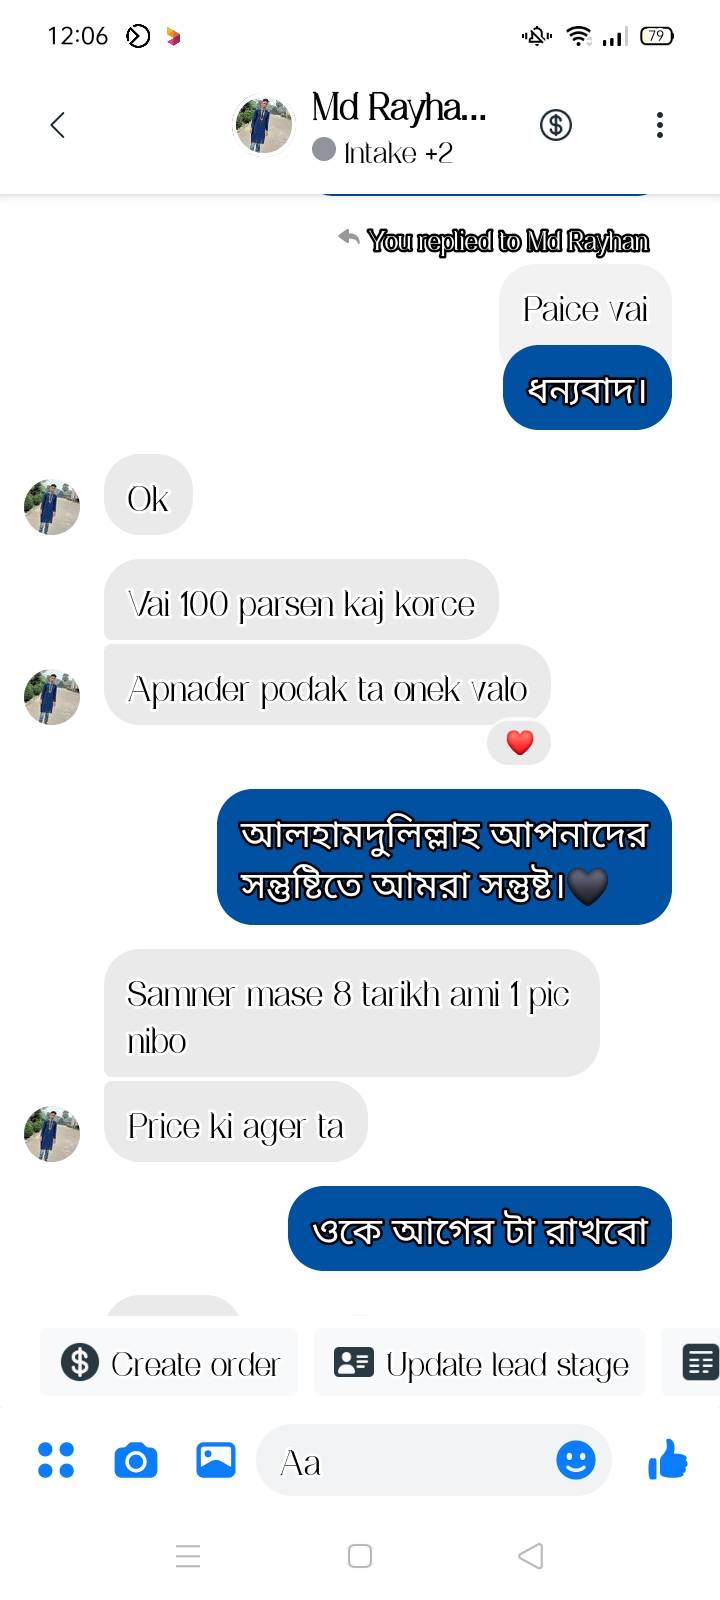 12:06
79
Md Rayha...
Intake +2
You replied to Md Rayhan
Paice vai
ধন্যবাদ।
Ok
Vai 100 parsen kaj korce
Apnader podak ta onek valo
আলহামদুলিল্লাহ আপনাদের
সন্তুষ্টিতে আমরা সন্তুষ্ট।🖤
Samner mase 8 tarikh ami 1 pic
nibo
Price ki ager ta
ওকে আগের টা রাখবো
Create order
Update lead stage
Aa